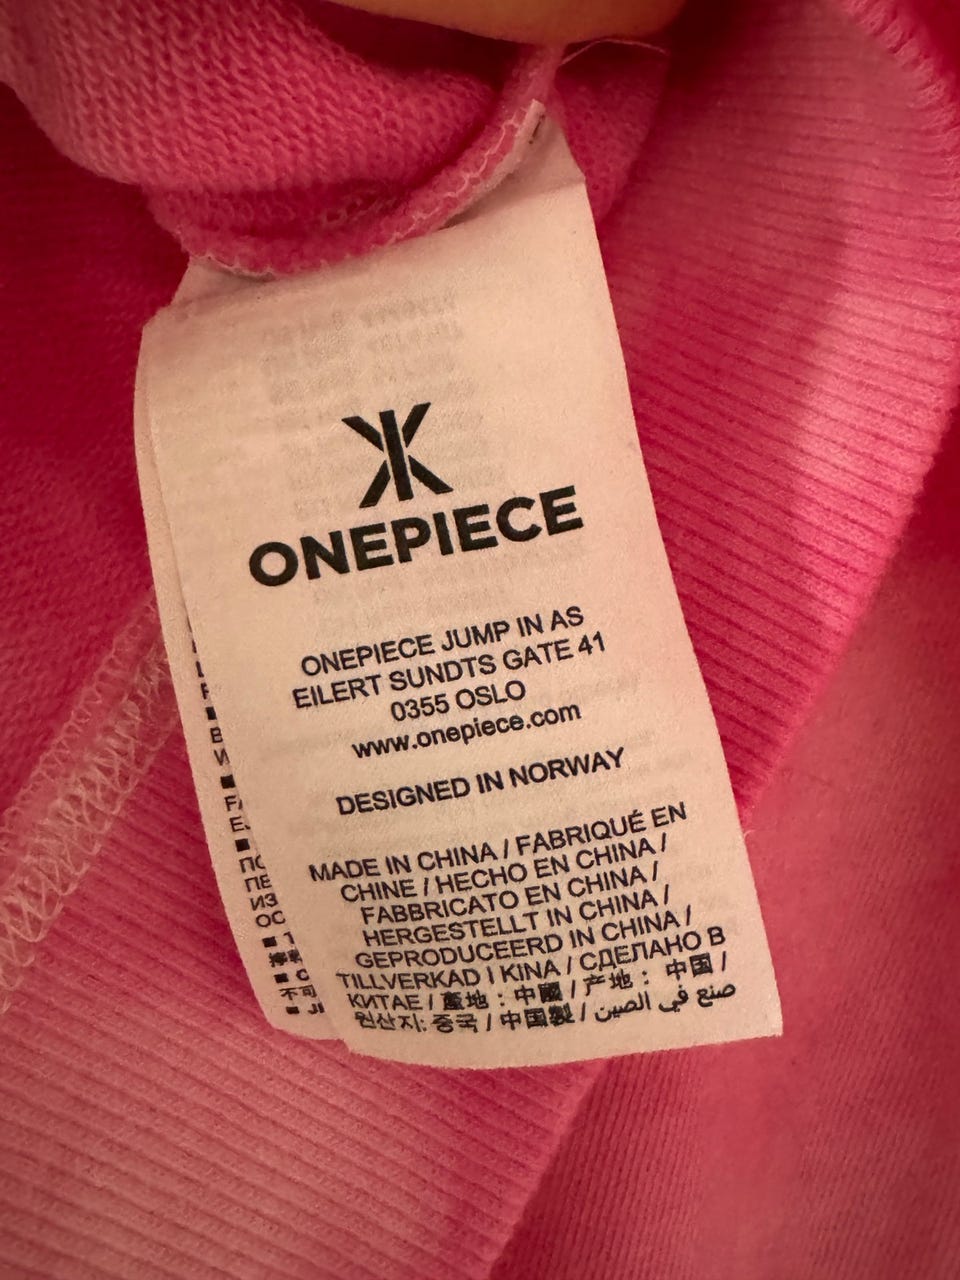 ONEPIECE
ONEPIECE JUMP IN AS
EILERT SUNDTS GATE 41
0355 OSLO
www.onepiece.com
DESIGNED IN NORWAY
MADE IN CHINA / FABRIQUÉ EN
CHINE / HECHO EN CHINA /
FABBRICATO EN CHINA /
HERGESTELLT IN CHINA /
GEPRODUCEERD IN CHINA /
TILLVERKAD I KINA / СДЕЛАНО В
КИТАЕ / 產地：中國 / 产地：中国 /
원산지: 중국 / 中国製 / صنع في الصين